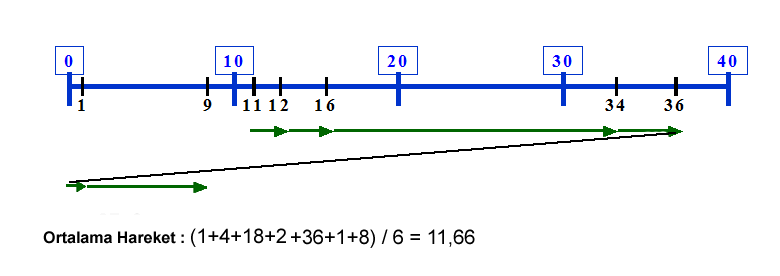 0 10 20 30 40
1 9 11 12 16 34 36
Ortalama Hareket : (1+4+18+2 +36+1+8) / 6 = 11,66